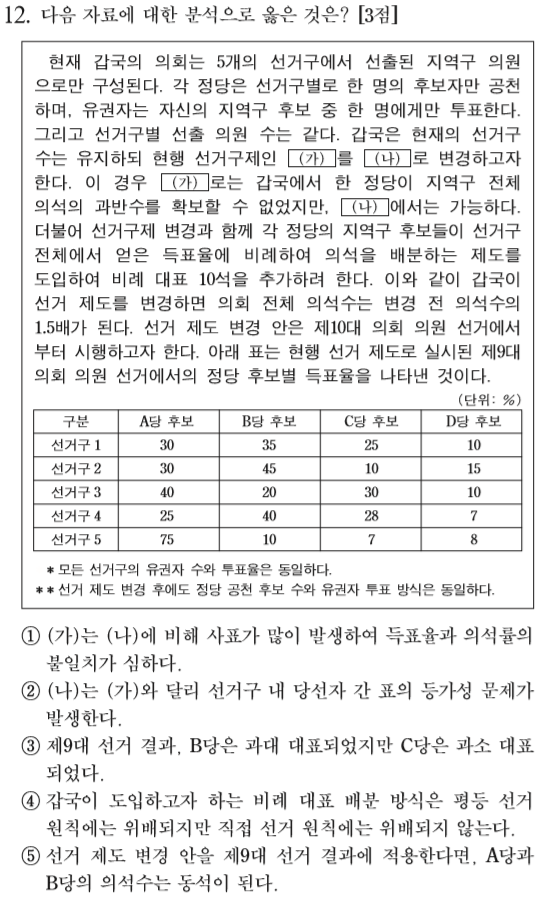 12. 다음 자료에 대한 분석으로 옳은 것은? [3점]
현재 갑국의 의회는 5개의 선거구에서 선출된 지역구 의원
으로만 구성된다. 각 정당은 선거구별로 한 명의 후보자만 공천
하며, 유권자는 자신의 지역구 후보 중 한 명에게만 투표한다.
그리고 선거구별 선출 의원 수는 같다. 갑국은 현재의 선거구
수는 유지하되 현행 선거구제인 (가) 를 (나) 로 변경하고자
한다. 이 경우 (가) 로는 갑국에서 한 정당이 지역구 전체
의석의 과반수를 확보할 수 없었지만, (나) 에서는 가능하다.
더불어 선거구제 변경과 함께 각 정당의 지역구 후보들이 선거구
전체에서 얻은 득표율에 비례하여 의석을 배분하는 제도를
도입하여 비례 대표 10석을 추가하려 한다. 이와 같이 갑국이
선거 제도를 변경하면 의회 전체 의석수는 변경 전 의석수의
1.5배가 된다. 선거 제도 변경 안은 제10대 의회 의원 선거에서
부터 시행하고자 한다. 아래 표는 현행 선거 제도로 실시된 제9대
의회 의원 선거에서의 정당 후보별 득표율을 나타낸 것이다.
(단위: %)
구분 A당 후보 B당 후보 C당 후보 D당 후보
선거구 1 30 35 25 10
선거구 2 30 45 10 15
선거구 3 40 20 30 10
선거구 4 25 40 28 7
선거구 5 75 10 7 8
* 모든 선거구의 유권자 수와 투표율은 동일하다.
** 선거 제도 변경 후에도 정당 공천 후보 수와 유권자 투표 방식은 동일하다.
① (가)는 (나)에 비해 사표가 많이 발생하여 득표율과 의석률의
불일치가 심하다.
② (나)는 (가)와 달리 선거구 내 당선자 간 표의 등가성 문제가
발생한다.
③ 제9대 선거 결과, B당은 과대 대표되었지만 C당은 과소 대표
되었다.
④ 갑국이 도입하고자 하는 비례 대표 배분 방식은 평등 선거
원칙에는 위배되지만 직접 선거 원칙에는 위배되지 않는다.
⑤ 선거 제도 변경 안을 제9대 선거 결과에 적용한다면, A당과
B당의 의석수는 동석이 된다.